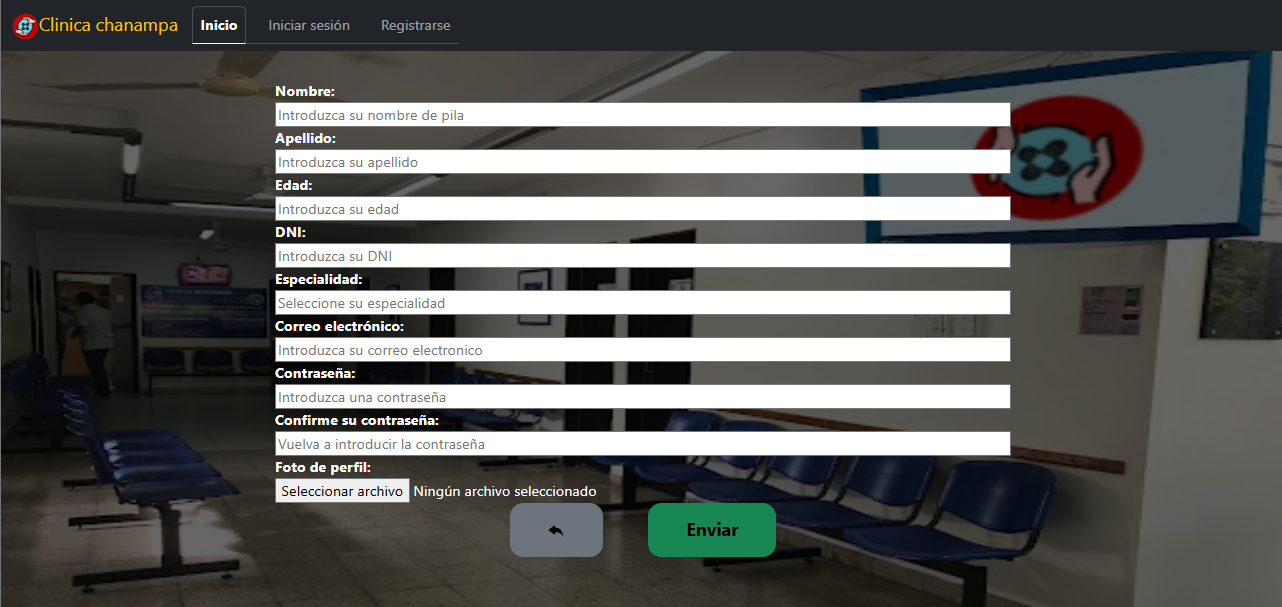 Clinica chanampa Inicio Iniciar sesión Registrarse
Nombre:
Introduzca su nombre de pila
Apellido:
Introduzca su apellido
Edad:
Introduzca su edad
DNI:
Introduzca su DNI
Especialidad:
Seleccione su especialidad
Correo electrónico:
Introduzca su correo electronico
Contraseña:
Introduzca una contraseña
Confirme su contraseña:
Vuelva a introducir la contraseña
Foto de perfil:
Seleccionar archivo Ningún archivo seleccionado
Enviar